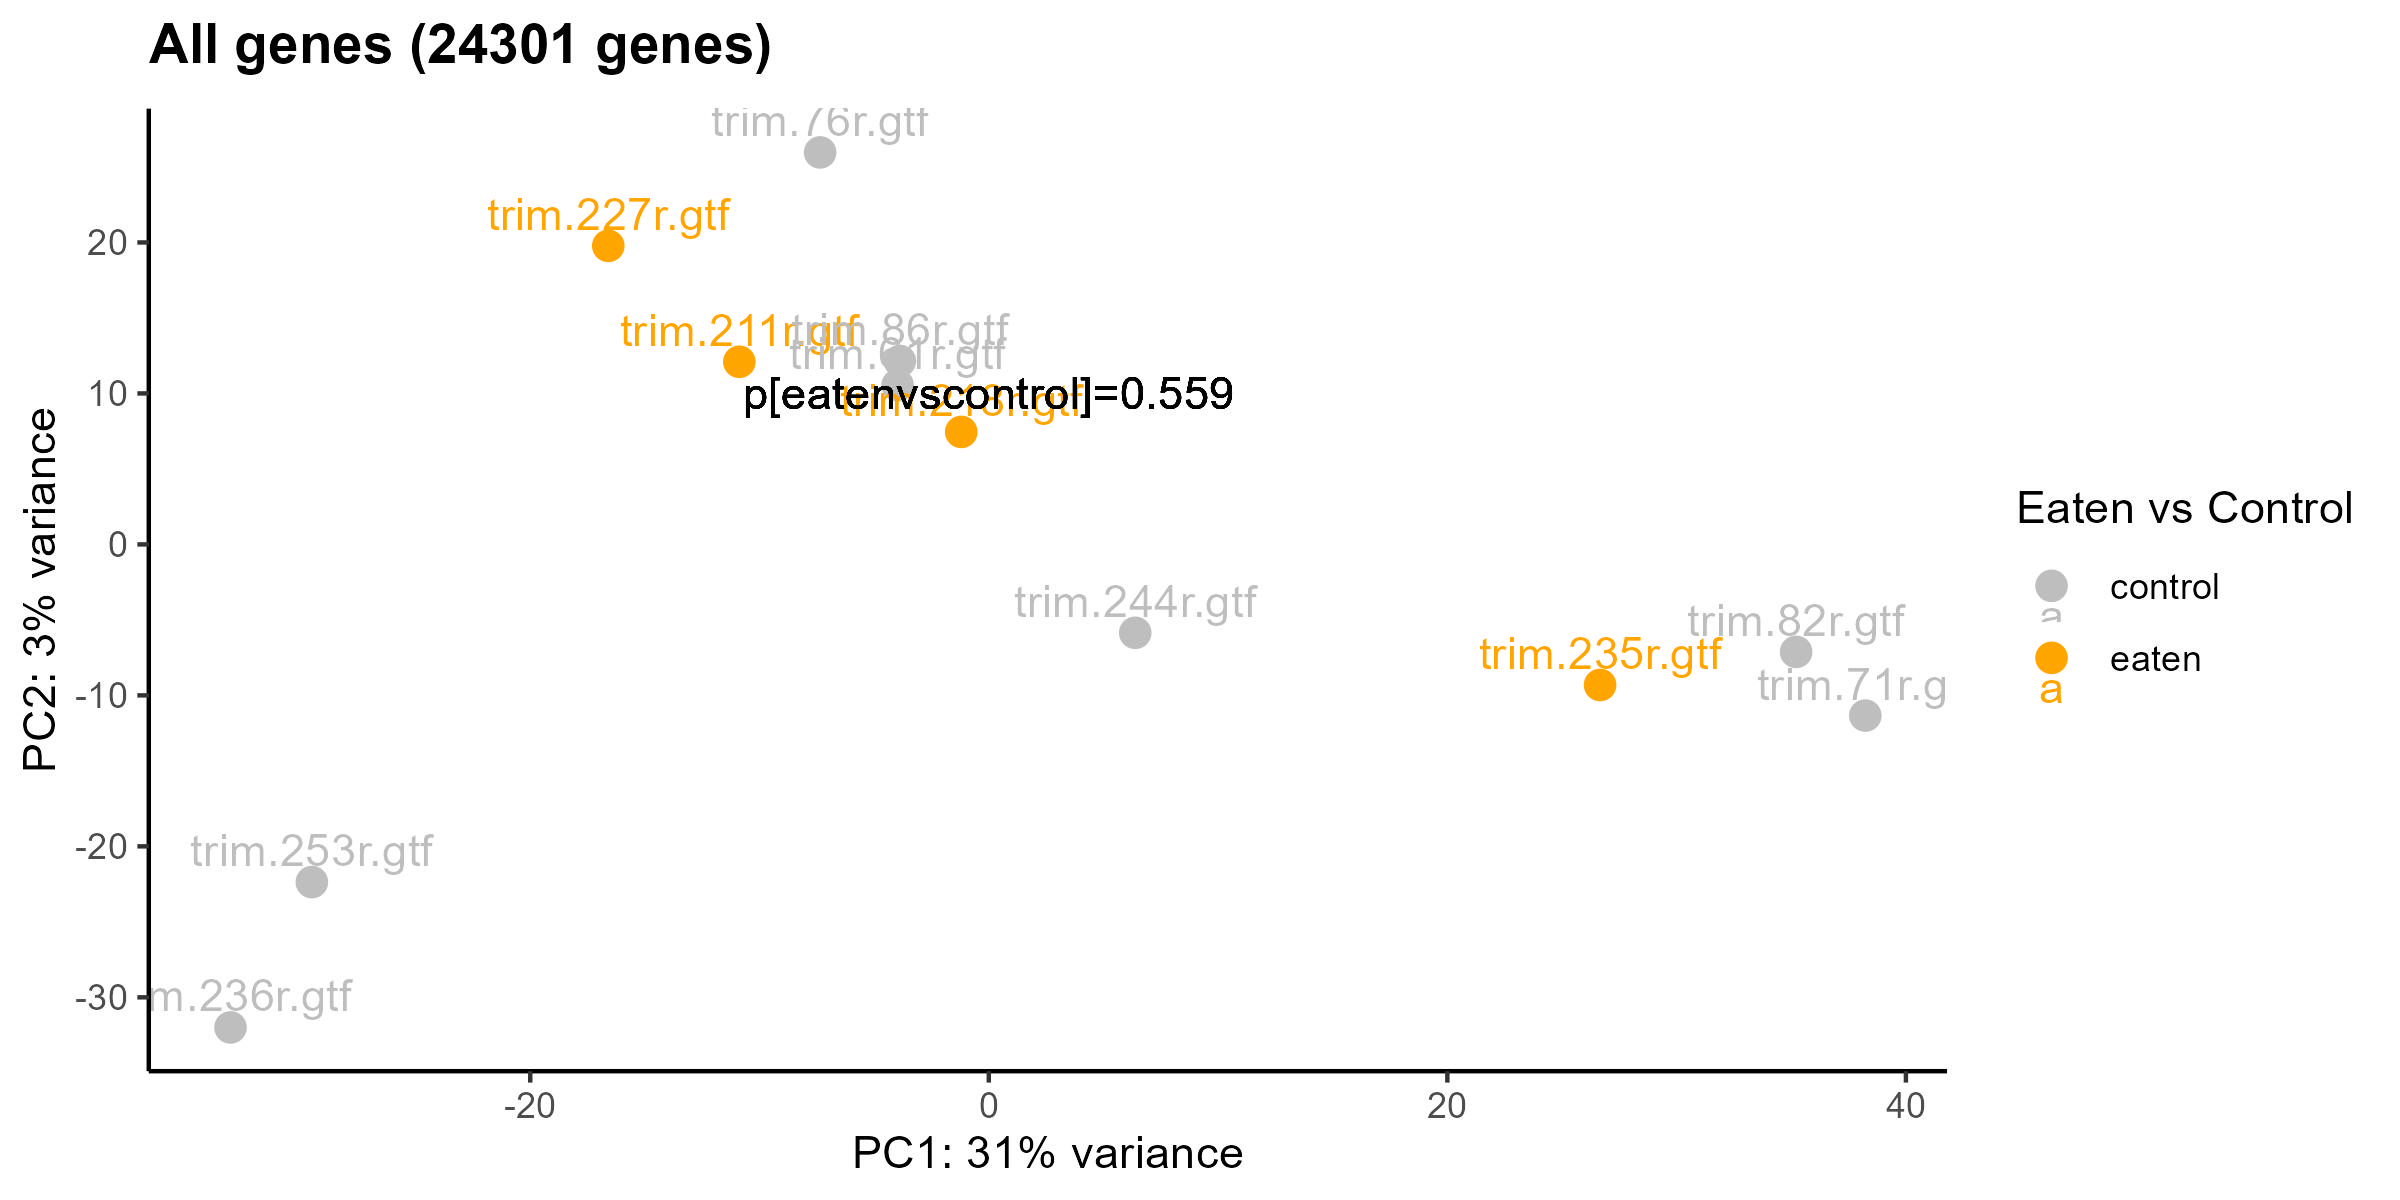 All genes (24301 genes)
trim.76r.gtf
trim.227r.gtf
trim.211r.gtf
trim.86r.gtf
p[eatenvscontrol]=0.559
trim.244r.gtf
trim.82r.gtf
trim.235r.gtf
trim.71r.g
trim.253r.gtf
m.236r.gtf
20
10
0
-10
-20
-30
PC2: 3% variance
-20
0
20
40
PC1: 31% variance
Eaten vs Control
control
a
eaten
a